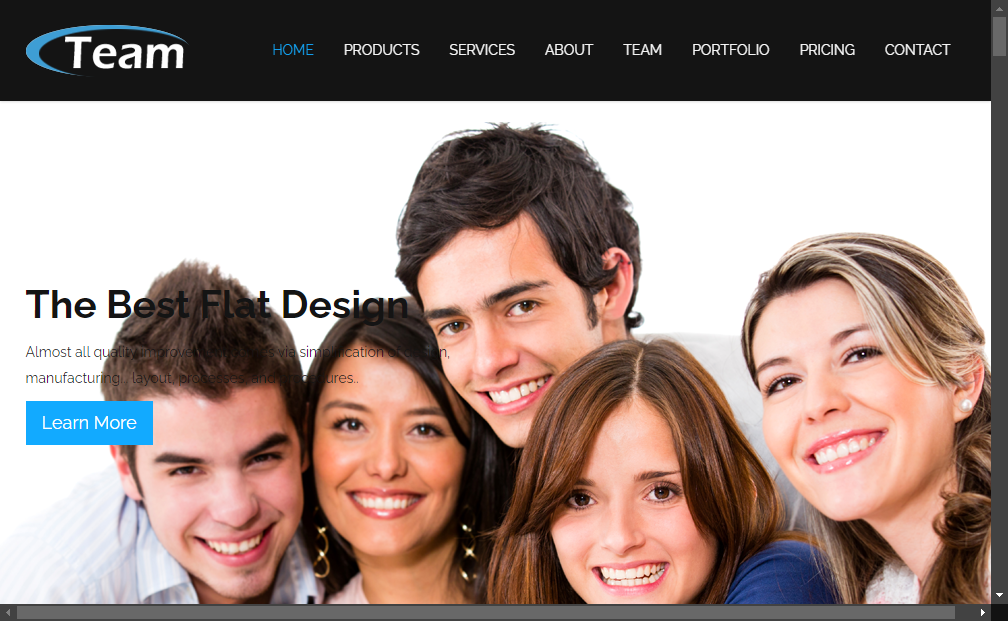 Team
HOME PRODUCTS SERVICES ABOUT TEAM PORTFOLIO PRICING CONTACT
The Best Flat Design
Almost all quality improvement comes via simplification of design,
manufacturing... layout, processes, and procedures..
Learn More